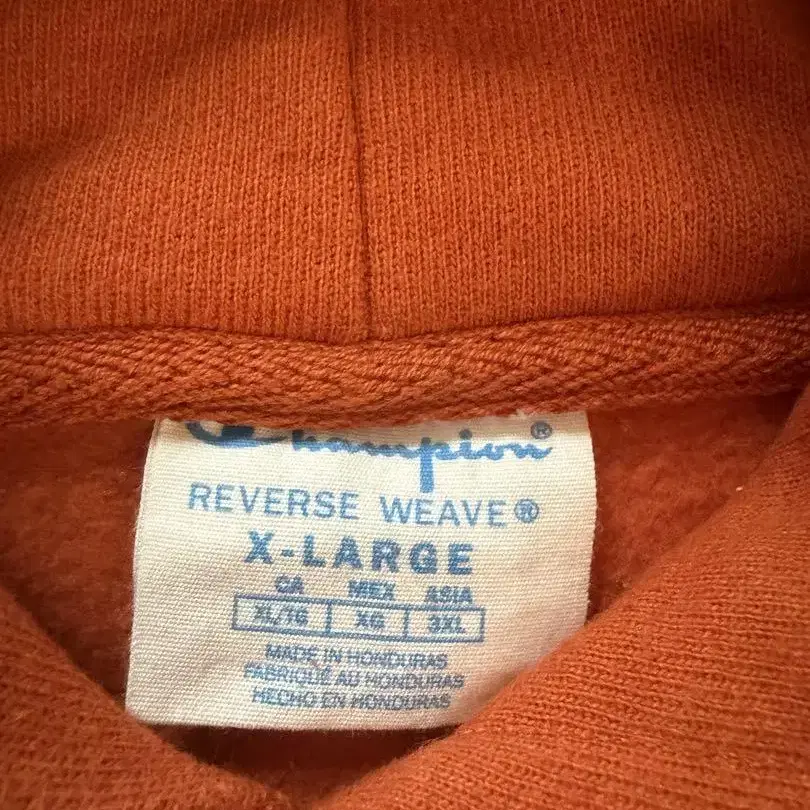 Champion®
REVERSE WEAVE®
X-LARGE
CA MEX ASIA
XL/TG XG 3XL
MADE IN HONDURAS
FABRIQUÉ AU HONDURAS
HECHO EN HONDURAS